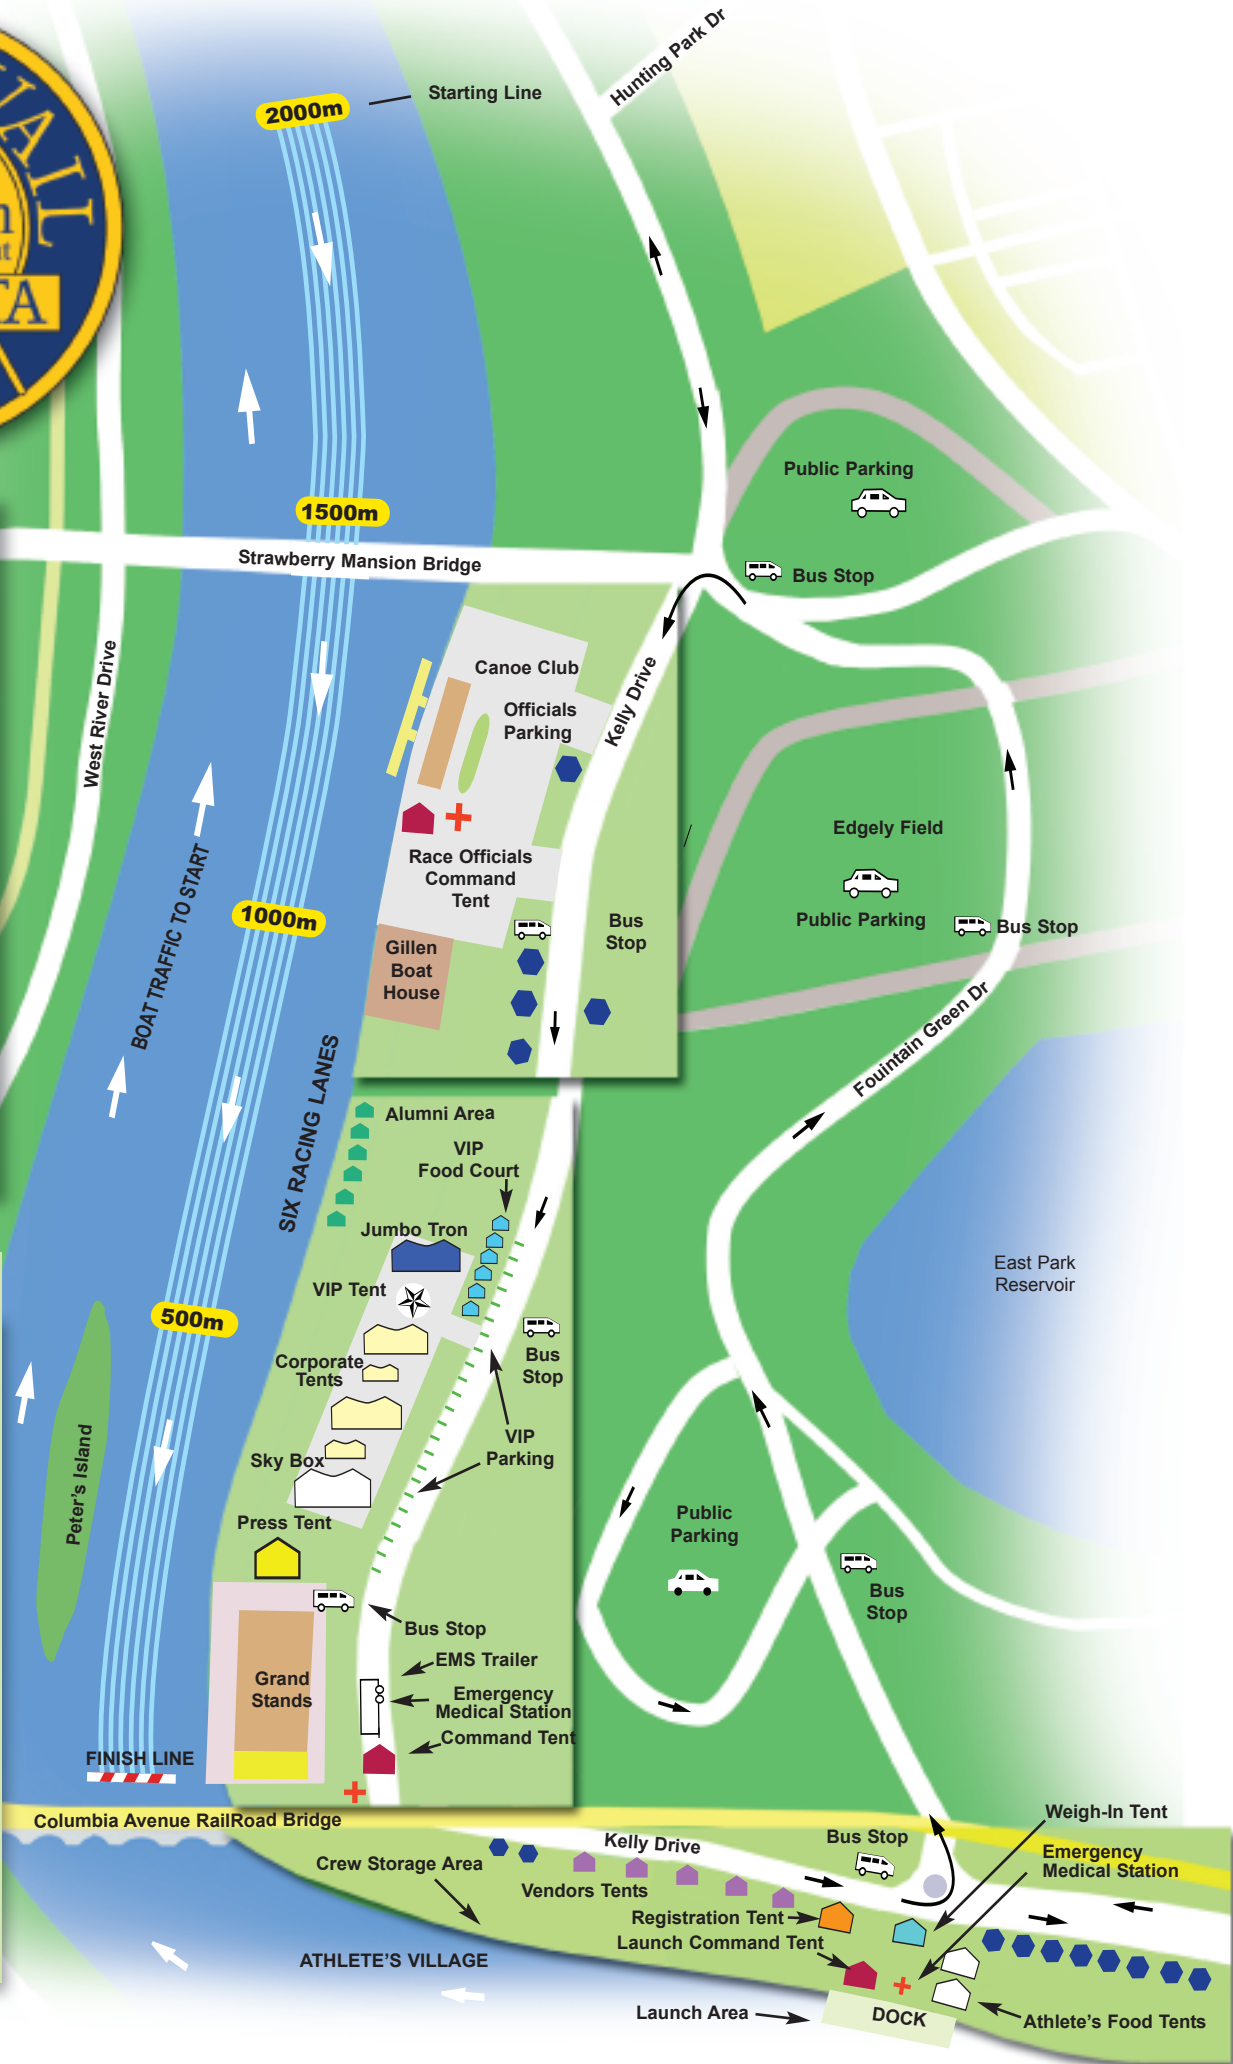 AIL
TA
Hunting Park Dr
2000m
Starting Line
Public Parking
1500m
Strawberry Mansion Bridge
Bus Stop
West River Drive
Canoe Club
Officials
Parking
Kelly Drive
Race Officials
Command
Tent
Edgely Field
Public Parking
Bus Stop
BOAT TRAFFIC TO START
1000m
Bus
Stop
Gillen
Boat
House
Fouintain Green Dr
SIX RACING LANES
Alumni Area
VIP
Food Court
Jumbo Tron
VIP Tent
East Park
Reservoir
500m
Corporate
Tents
Bus
Stop
VIP
Parking
Sky Box
Peter's Island
Press Tent
Public
Parking
Bus
Stop
Bus Stop
EMS Trailer
Grand
Stands
Emergency
Medical Station
Command Tent
FINISH LINE
Columbia Avenue RailRoad Bridge
Weigh-In Tent
Kelly Drive
Bus Stop
Emergency
Medical Station
Crew Storage Area
Vendors Tents
Registration Tent
Launch Command Tent
ATHLETE'S VILLAGE
Launch Area
DOCK
Athlete's Food Tents